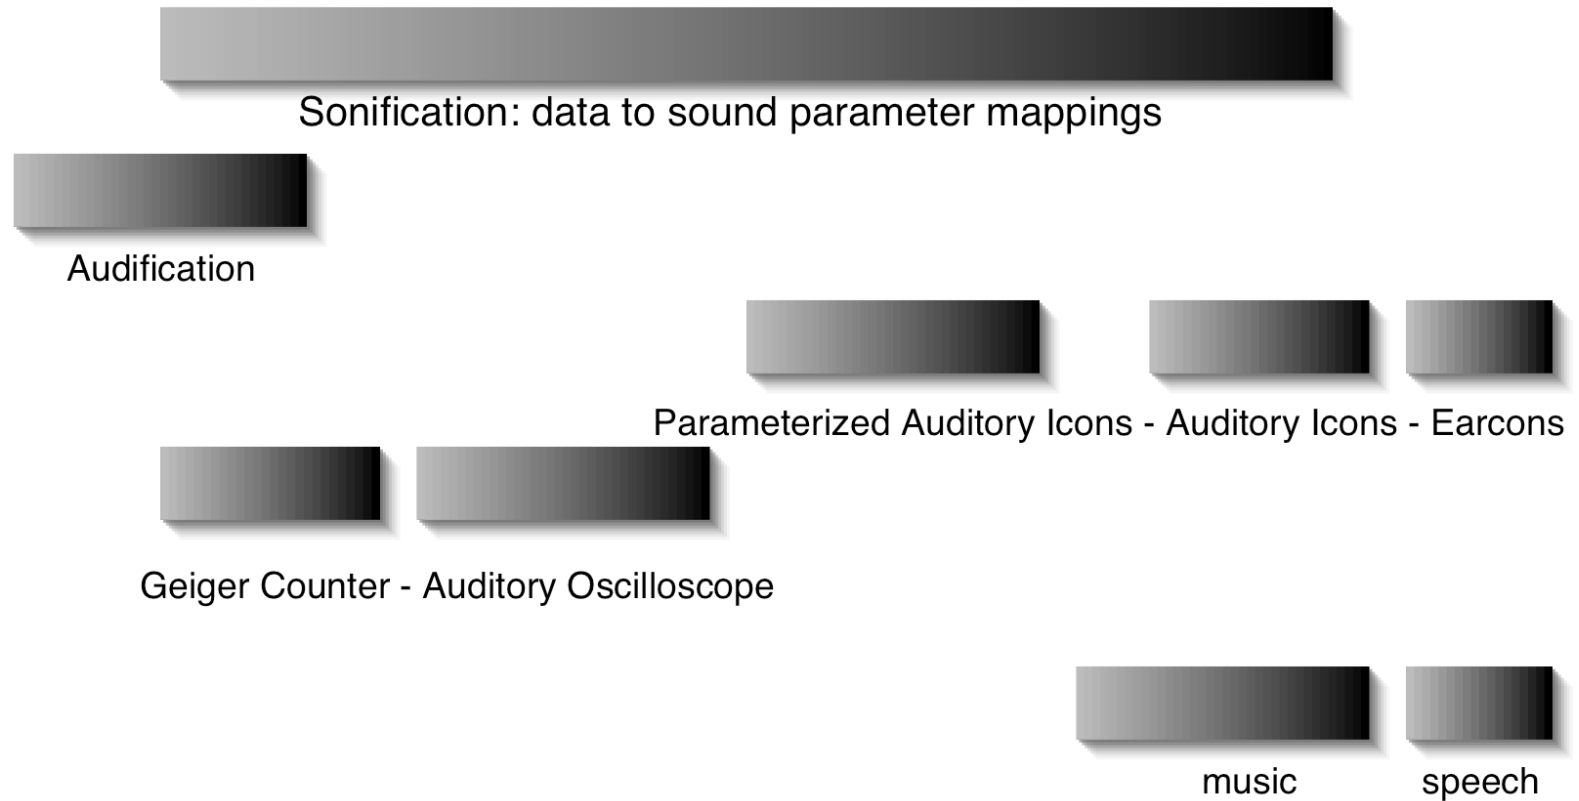 Sonification: data to sound parameter mappings
Audification
Parameterized Auditory Icons - Auditory Icons - Earcons
Geiger Counter - Auditory Oscilloscope
music speech